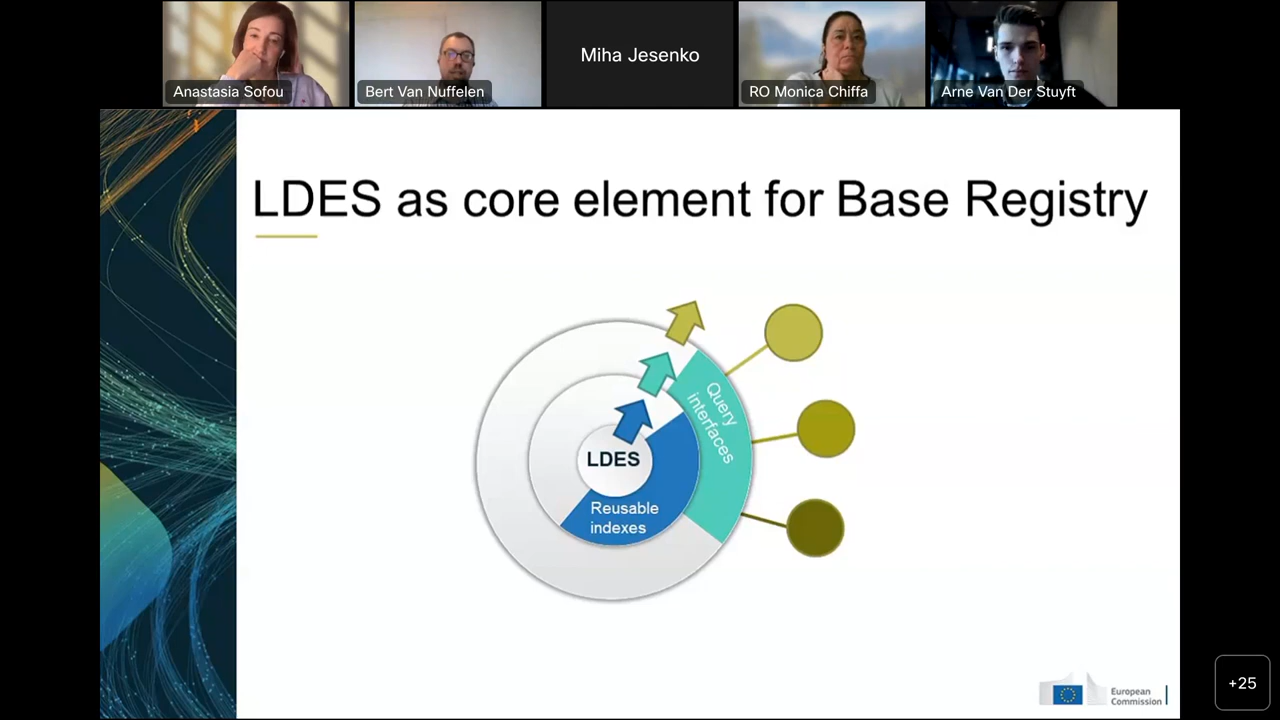 Anastasia Sofou
Bert Van Nuffelen
Miha Jesenko
RO Monica Chiffa
Arne Van Der Stuyft
LDES as core element for Base Registry
Query
interfaces
LDES
Reusable
indexes
European
Commission
+25